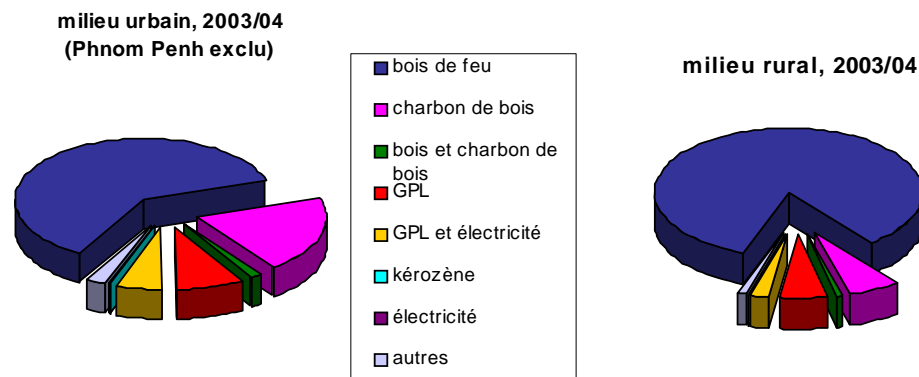 milieu urbain, 2003/04
(Phnom Penh exclu)
bois de feu
charbon de bois
bois et charbon de
bois
GPL
GPL et électricité
kérozène
électricité
autres
milieu rural, 2003/04